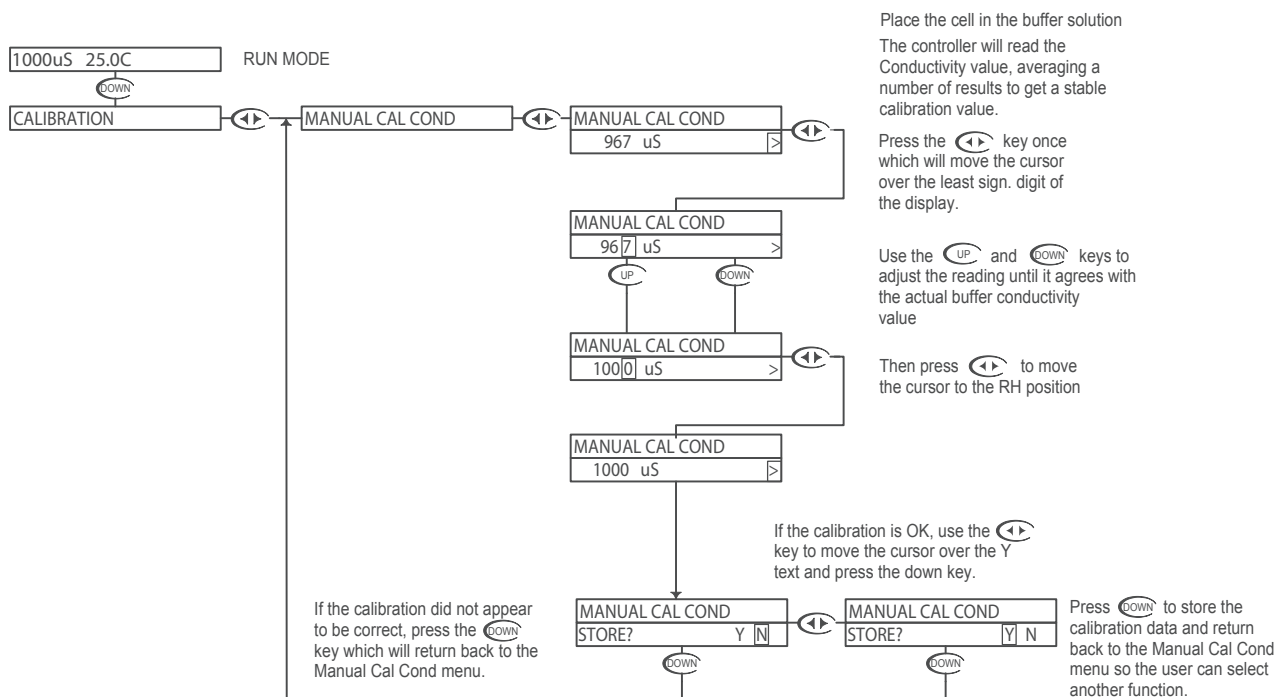 Place the cell in the buffer solution
1000uS 25.0C
RUN MODE
The controller will read the
Conductivity value, averaging a
number of results to get a stable
calibration value.
DOWN
CALIBRATION
MANUAL CAL COND
MANUAL CAL COND
967 uS >
Press the key once
which will move the cursor
over the least sign. digit of
the display.
MANUAL CAL COND
967 uS >
UP
DOWN
Use the UP and DOWN keys to
adjust the reading until it agrees with
the actual buffer conductivity
value
MANUAL CAL COND
1000 uS >
Then press to move
the cursor to the RH position
MANUAL CAL COND
1000 uS >
If the calibration is OK, use the
key to move the cursor over the Y
text and press the down key.
If the calibration did not appear
to be correct, press the DOWN
key which will return back to the
Manual Cal Cond menu.
MANUAL CAL COND
STORE? Y N
DOWN
MANUAL CAL COND
STORE? Y N
DOWN
Press DOWN to store the
calibration data and return
back to the Manual Cal Cond
menu so the user can select
another function.